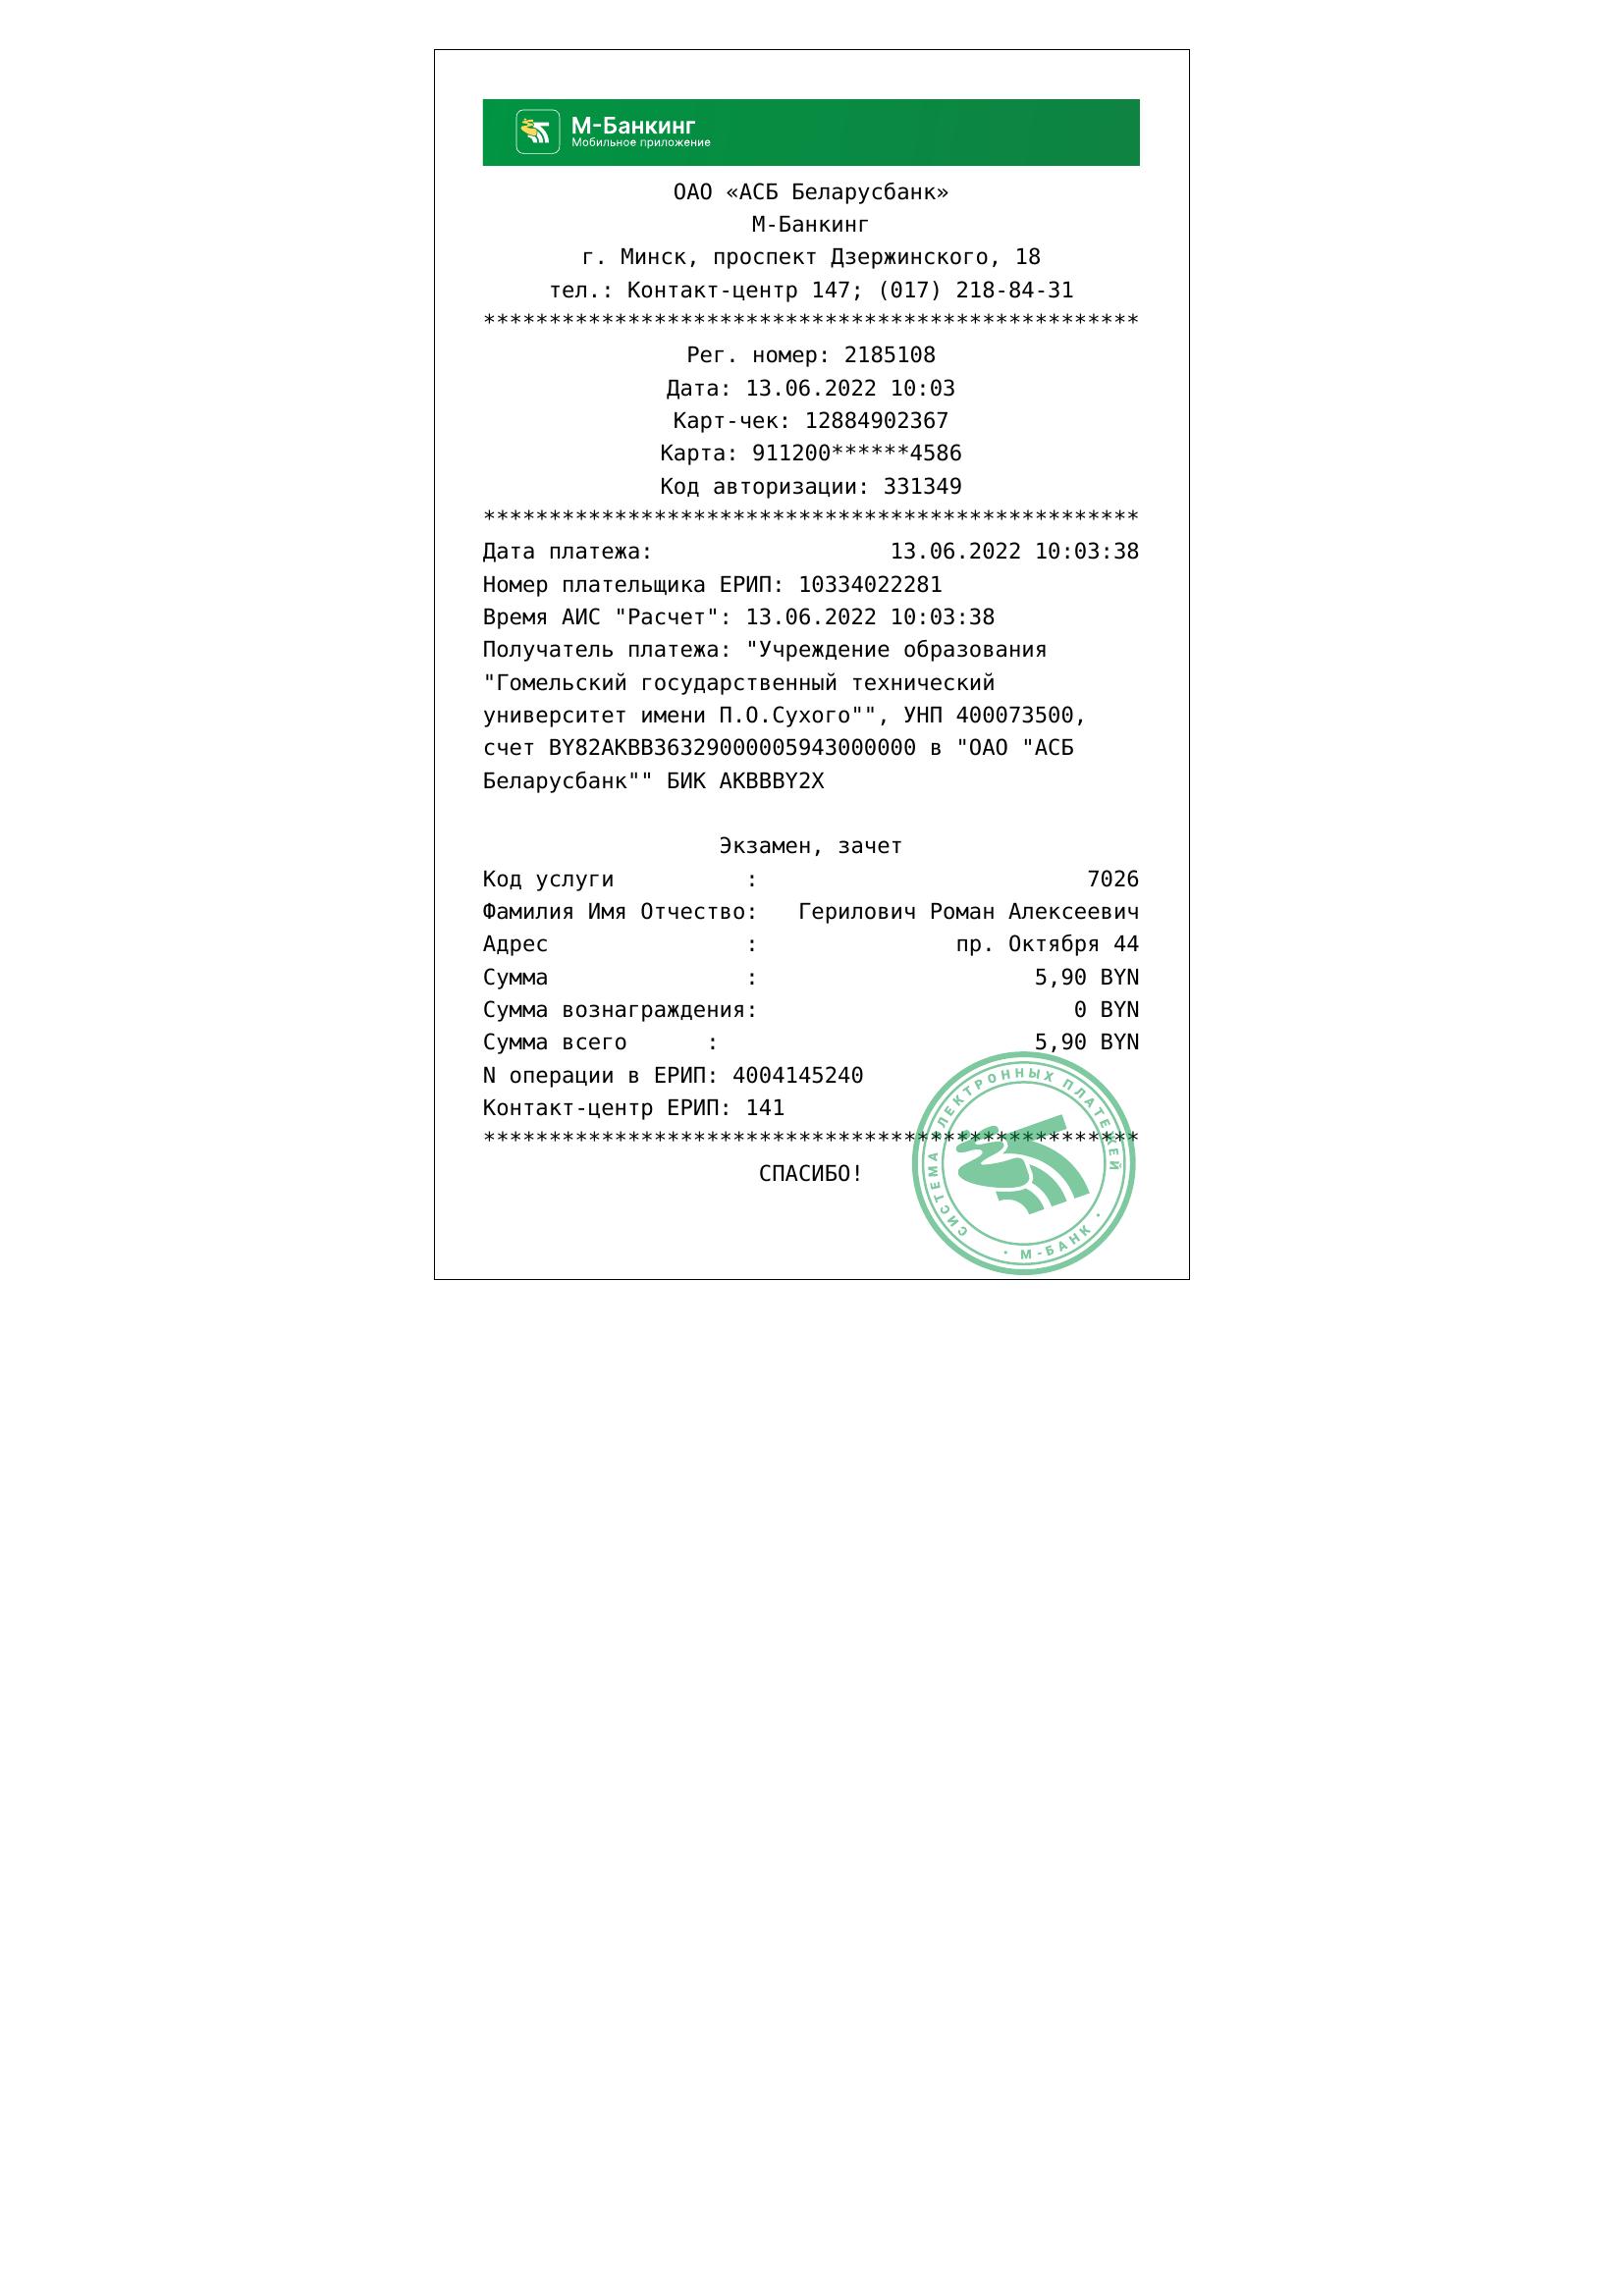 М-Банкинг
Мобильное приложение
ОАО «АСБ Беларусбанк»
М-Банкинг
г. Минск, проспект Дзержинского, 18
тел.: Контакт-центр 147; (017) 218-84-31
**************************************************
Рег. номер: 2185108
Дата: 13.06.2022 10:03
Карт-чек: 12884902367
Карта: 911200******4586
Код авторизации: 331349
**************************************************
Дата платежа: 13.06.2022 10:03:38
Номер плательщика ЕРИП: 10334022281
Время АИС "Расчет": 13.06.2022 10:03:38
Получатель платежа: "Учреждение образования
"Гомельский государственный технический
университет имени П.О.Сухого"", УНП 400073500,
счет BY82AKBB36329000005943000000 в "ОАО "АСБ
Беларусбанк"" БИК AKBBBY2X
Экзамен, зачет
Код услуги : 7026
Фамилия Имя Отчество: Герилович Роман Алексеевич
Адрес : пр. Октября 44
Сумма : 5,90 BYN
Сумма вознаграждения: 0 BYN
Сумма всего : 5,90 BYN
N операции в ЕРИП: 4004145240
Контакт-центр ЕРИП: 141
**************************************************
СПАСИБО!
СИСТЕМА ЭЛЕКТРОННЫХ ПЛАТЕЖЕЙ
• М-БАНК •